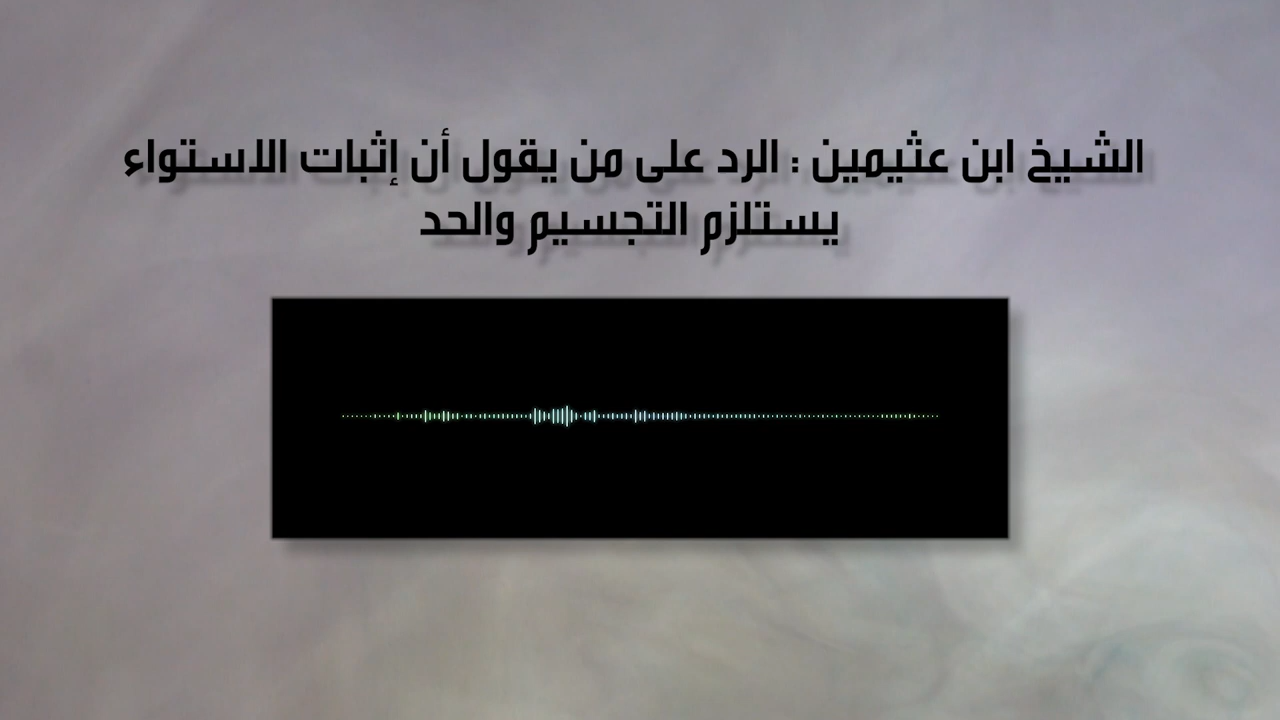 الشيخ ابن عثيمين : الرد على من يقول أن إثبات الاستواء
يستلزم التجسيم والحد